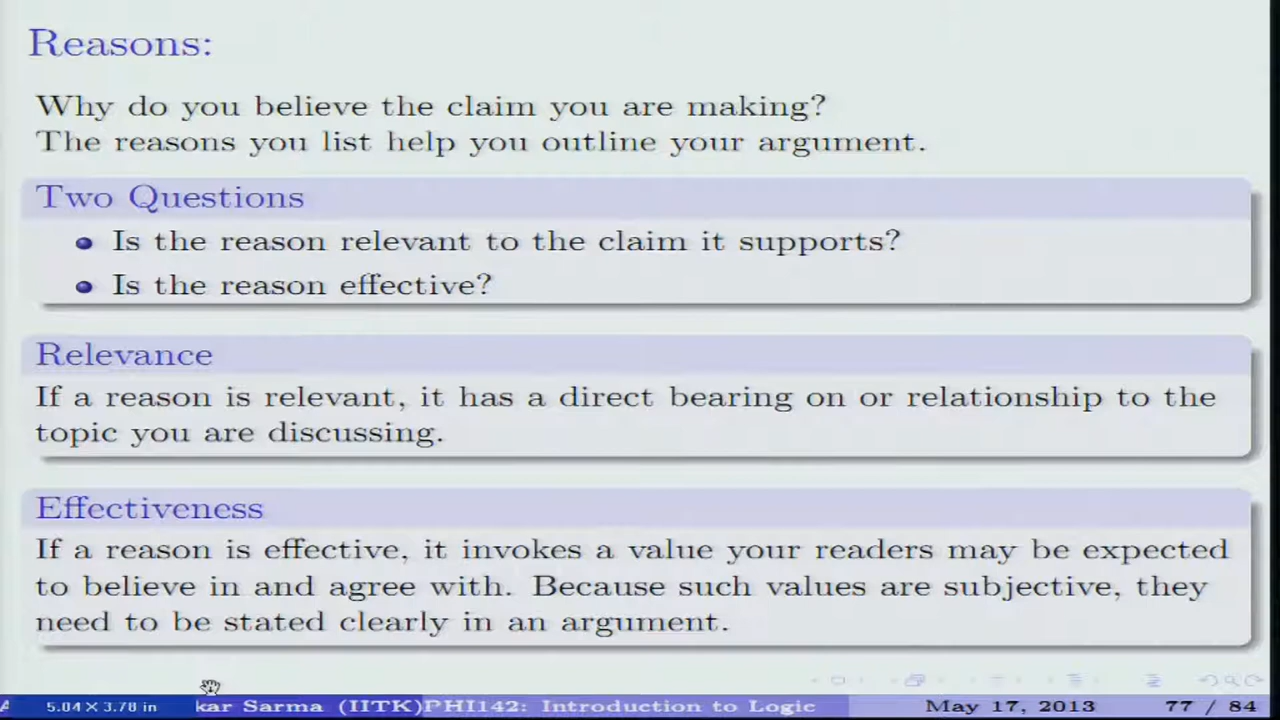 Reasons:
Why do you believe the claim you are making?
The reasons you list help you outline your argument.
Two Questions
Is the reason relevant to the claim it supports?
Is the reason effective?
Relevance
If a reason is relevant, it has a direct bearing on or relationship to the
topic you are discussing.
Effectiveness
If a reason is effective, it invokes a value your readers may be expected
to believe in and agree with. Because such values are subjective, they
need to be stated clearly in an argument.
A 5.04 × 3.78 in kar Sarma (IITK) PHI142: Introduction to Logic May 17, 2013 77 / 84